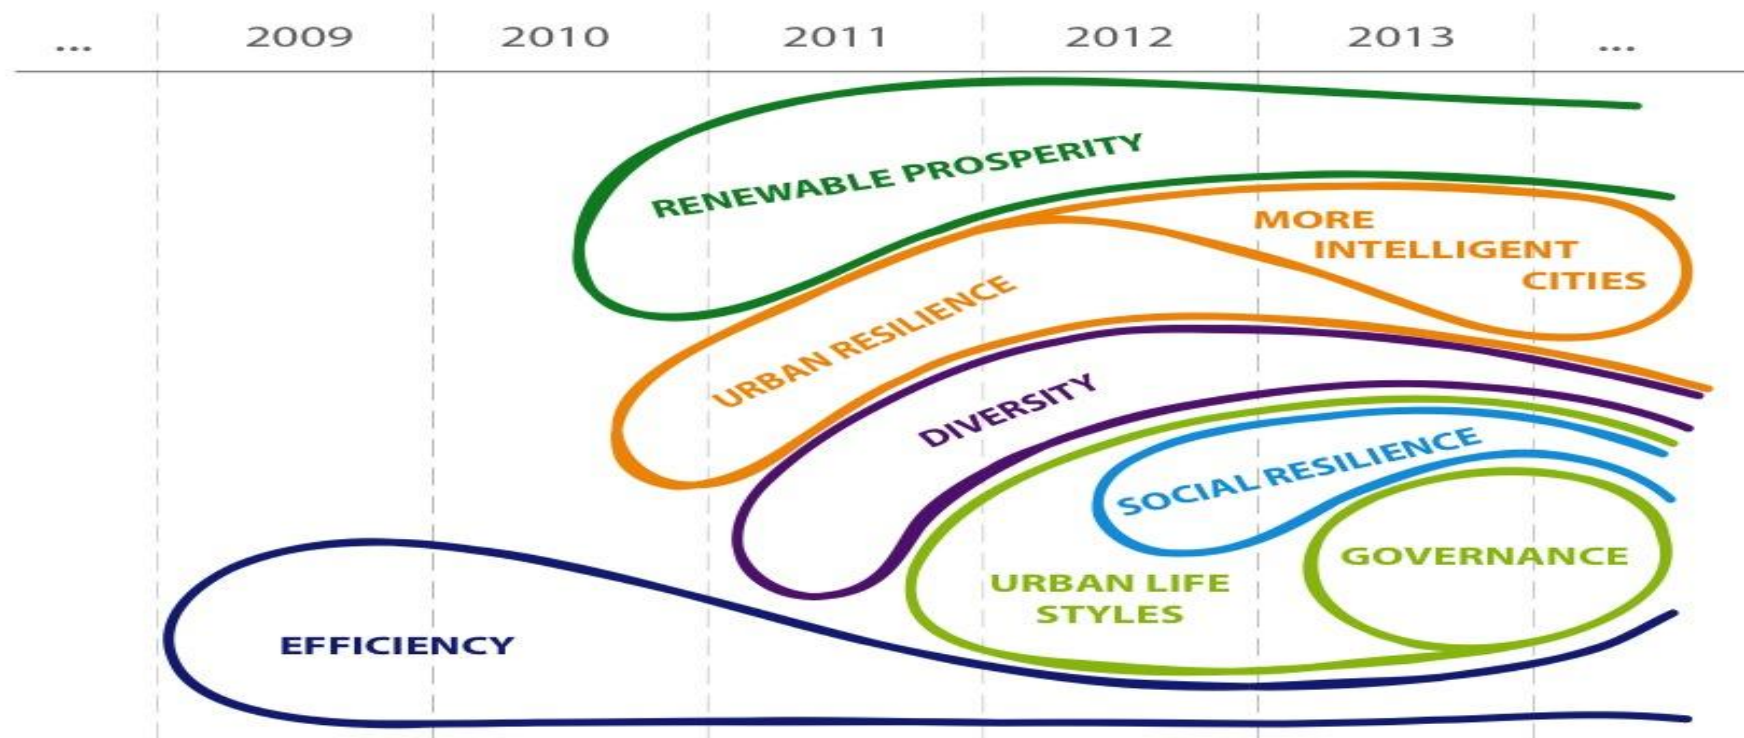 ... 2009 2010 2011 2012 2013 ...
RENEWABLE PROSPERITY
MORE
INTELLIGENT
CITIES
URBAN RESILIENCE
DIVERSITY
SOCIAL RESILIENCE
GOVERNANCE
URBAN LIFE
STYLES
EFFICIENCY